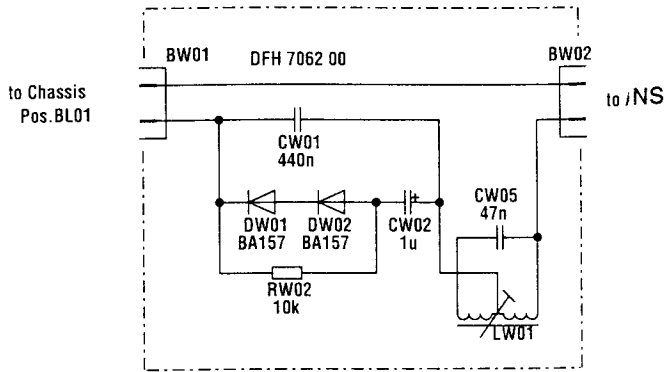 BW01
DFH 7062 00
BW02
to Chassis
Pos.BL01
to iNS
CW01
440n
CW05
47n
DW01
BA157
DW02
BA157
CW02
1u
RW02
10k
LW01